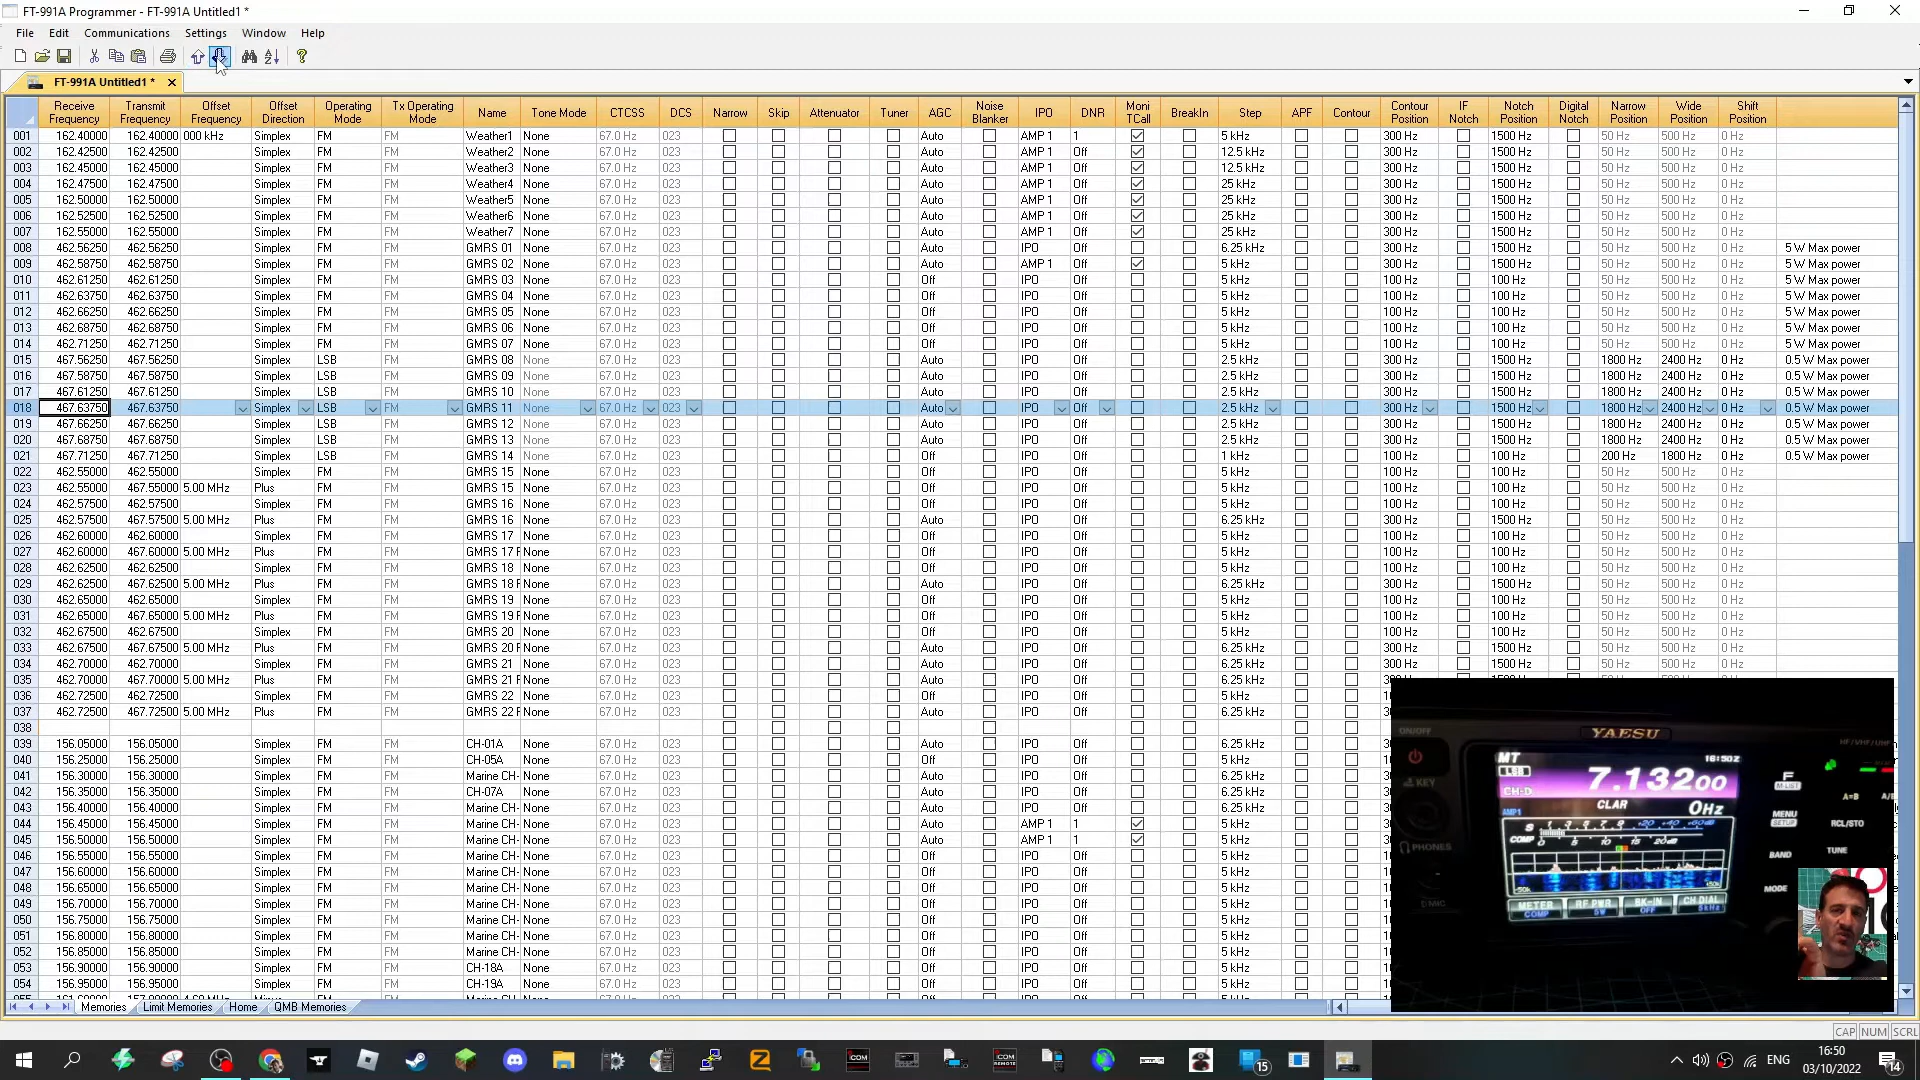 FT-991A Programmer - FT-991A Untitled1 *
File Edit Communications Settings Window Help
FT-991A Untitled1 *
Receive Frequency Transmit Frequency Offset Frequency Offset Direction Operating Mode Tx Operating Mode Name Tone Mode CTCSS DCS Narrow Skip Attenuator Tuner AGC Noise Blanker IPO DNR Moni TCall BreakIn Step APF Contour Contour Position IF Notch Notch Position Digital Notch Narrow Position Wide Position Shift Position
001 162.40000 162.40000 000 kHz Simplex FM FM Weather1 None 67.0 Hz 023 Auto AMP 1 1 5 kHz 300 Hz 1500 Hz 50 Hz 500 Hz 0 Hz
002 162.42500 162.42500 Simplex FM FM Weather2 None 67.0 Hz 023 Auto AMP 1 Off 12.5 kHz 300 Hz 1500 Hz 50 Hz 500 Hz 0 Hz
003 162.45000 162.45000 Simplex FM FM Weather3 None 67.0 Hz 023 Auto AMP 1 Off 12.5 kHz 300 Hz 1500 Hz 50 Hz 500 Hz 0 Hz
004 162.47500 162.47500 Simplex FM FM Weather4 None 67.0 Hz 023 Auto AMP 1 Off 25 kHz 300 Hz 1500 Hz 50 Hz 500 Hz 0 Hz
005 162.50000 162.50000 Simplex FM FM Weather5 None 67.0 Hz 023 Auto AMP 1 Off 25 kHz 300 Hz 1500 Hz 50 Hz 500 Hz 0 Hz
006 162.52500 162.52500 Simplex FM FM Weather6 None 67.0 Hz 023 Auto AMP 1 Off 25 kHz 300 Hz 1500 Hz 50 Hz 500 Hz 0 Hz
007 162.55000 162.55000 Simplex FM FM Weather7 None 67.0 Hz 023 Auto AMP 1 Off 25 kHz 300 Hz 1500 Hz 50 Hz 500 Hz 0 Hz
008 462.56250 462.56250 Simplex FM FM GMRS 01 None 67.0 Hz 023 Auto IPO Off 6.25 kHz 300 Hz 1500 Hz 50 Hz 500 Hz 0 Hz 5 W Max power
009 462.58750 462.58750 Simplex FM FM GMRS 02 None 67.0 Hz 023 Auto AMP 1 Off 5 kHz 300 Hz 1500 Hz 50 Hz 500 Hz 0 Hz 5 W Max power
010 462.61250 462.61250 Simplex FM FM GMRS 03 None 67.0 Hz 023 Off IPO Off 5 kHz 100 Hz 100 Hz 50 Hz 500 Hz 0 Hz 5 W Max power
011 462.63750 462.63750 Simplex FM FM GMRS 04 None 67.0 Hz 023 Off IPO Off 5 kHz 100 Hz 100 Hz 50 Hz 500 Hz 0 Hz 5 W Max power
012 462.66250 462.66250 Simplex FM FM GMRS 05 None 67.0 Hz 023 Off IPO Off 5 kHz 100 Hz 100 Hz 50 Hz 500 Hz 0 Hz 5 W Max power
013 462.68750 462.68750 Simplex FM FM GMRS 06 None 67.0 Hz 023 Off IPO Off 5 kHz 100 Hz 100 Hz 50 Hz 500 Hz 0 Hz 5 W Max power
014 462.71250 462.71250 Simplex FM FM GMRS 07 None 67.0 Hz 023 Off IPO Off 5 kHz 100 Hz 100 Hz 50 Hz 500 Hz 0 Hz 5 W Max power
015 467.56250 467.56250 Simplex LSB FM GMRS 08 None 67.0 Hz 023 Auto IPO Off 2.5 kHz 300 Hz 1500 Hz 1800 Hz 2400 Hz 0 Hz 0.5 W Max power
016 467.58750 467.58750 Simplex LSB FM GMRS 09 None 67.0 Hz 023 Auto IPO Off 2.5 kHz 300 Hz 1500 Hz 1800 Hz 2400 Hz 0 Hz 0.5 W Max power
017 467.61250 467.61250 Simplex LSB FM GMRS 10 None 67.0 Hz 023 Auto IPO Off 2.5 kHz 300 Hz 1500 Hz 1800 Hz 2400 Hz 0 Hz 0.5 W Max power
018 467.63750 467.63750 Simplex LSB FM GMRS 11 None 67.0 Hz 023 Auto IPO Off 2.5 kHz 300 Hz 1500 Hz 1800 Hz 2400 Hz 0 Hz 0.5 W Max power
019 467.66250 467.66250 Simplex LSB FM GMRS 12 None 67.0 Hz 023 Auto IPO Off 2.5 kHz 300 Hz 1500 Hz 1800 Hz 2400 Hz 0 Hz 0.5 W Max power
020 467.68750 467.68750 Simplex LSB FM GMRS 13 None 67.0 Hz 023 Auto IPO Off 2.5 kHz 300 Hz 1500 Hz 1800 Hz 2400 Hz 0 Hz 0.5 W Max power
021 467.71250 467.71250 Simplex LSB FM GMRS 14 None 67.0 Hz 023 Off IPO Off 1 kHz 100 Hz 100 Hz 200 Hz 1800 Hz 0 Hz 0.5 W Max power
022 462.55000 462.55000 Simplex FM FM GMRS 15 None 67.0 Hz 023 Off IPO Off 5 kHz 100 Hz 100 Hz 50 Hz 500 Hz 0 Hz
023 462.55000 467.55000 5.00 MHz Plus FM FM GMRS 15 None 67.0 Hz 023 Off IPO Off 5 kHz 100 Hz 100 Hz 50 Hz 500 Hz 0 Hz
024 462.57500 462.57500 Simplex FM FM GMRS 16 None 67.0 Hz 023 Off IPO Off 5 kHz 100 Hz 100 Hz 50 Hz 500 Hz 0 Hz
025 462.57500 467.57500 5.00 MHz Plus FM FM GMRS 16 None 67.0 Hz 023 Auto IPO Off 6.25 kHz 300 Hz 1500 Hz 50 Hz 500 Hz 0 Hz
026 462.60000 462.60000 Simplex FM FM GMRS 17 None 67.0 Hz 023 Off IPO Off 5 kHz 100 Hz 100 Hz 50 Hz 500 Hz 0 Hz
027 462.60000 467.60000 5.00 MHz Plus FM FM GMRS 17 F None 67.0 Hz 023 Off IPO Off 5 kHz 100 Hz 100 Hz 50 Hz 500 Hz 0 Hz
028 462.62500 462.62500 Simplex FM FM GMRS 18 None 67.0 Hz 023 Off IPO Off 5 kHz 100 Hz 100 Hz 50 Hz 500 Hz 0 Hz
029 462.62500 467.62500 5.00 MHz Plus FM FM GMRS 18 F None 67.0 Hz 023 Auto IPO Off 6.25 kHz 300 Hz 1500 Hz 50 Hz 500 Hz 0 Hz
030 462.65000 462.65000 Simplex FM FM GMRS 19 None 67.0 Hz 023 Off IPO Off 5 kHz 100 Hz 100 Hz 50 Hz 500 Hz 0 Hz
031 462.65000 467.65000 5.00 MHz Plus FM FM GMRS 19 F None 67.0 Hz 023 Off IPO Off 5 kHz 100 Hz 100 Hz 50 Hz 500 Hz 0 Hz
032 462.67500 462.67500 Simplex FM FM GMRS 20 None 67.0 Hz 023 Off IPO Off 5 kHz 100 Hz 100 Hz 50 Hz 500 Hz 0 Hz
033 462.67500 467.67500 5.00 MHz Plus FM FM GMRS 20 F None 67.0 Hz 023 Auto IPO Off 6.25 kHz 300 Hz 1500 Hz 50 Hz 500 Hz 0 Hz
034 462.70000 462.70000 Simplex FM FM GMRS 21 None 67.0 Hz 023 Auto IPO Off 6.25 kHz 300 Hz 1500 Hz 50 Hz 500 Hz 0 Hz
035 462.70000 467.70000 5.00 MHz Plus FM FM GMRS 21 F None 67.0 Hz 023 Auto IPO Off 6.25 kHz
036 462.72500 462.72500 Simplex FM FM GMRS 22 None 67.0 Hz 023 Off IPO Off 5 kHz
037 462.72500 467.72500 5.00 MHz Plus FM FM GMRS 22 F None 67.0 Hz 023 Auto IPO Off 6.25 kHz
038
039 156.05000 156.05000 Simplex FM FM CH-01A None 67.0 Hz 023 Auto IPO Off 6.25 kHz
040 156.25000 156.25000 Simplex FM FM CH-05A None 67.0 Hz 023 Auto IPO Off 6.25 kHz
041 156.30000 156.30000 Simplex FM FM Marine CH- None 67.0 Hz 023 Auto IPO Off 6.25 kHz
042 156.35000 156.35000 Simplex FM FM CH-07A None 67.0 Hz 023 Auto IPO Off 6.25 kHz
043 156.40000 156.40000 Simplex FM FM Marine CH- None 67.0 Hz 023 Auto IPO Off 6.25 kHz
044 156.45000 156.45000 Simplex FM FM Marine CH- None 67.0 Hz 023 Auto AMP 1 1 5 kHz
045 156.50000 156.50000 Simplex FM FM Marine CH- None 67.0 Hz 023 Auto AMP 1 1 5 kHz
046 156.55000 156.55000 Simplex FM FM Marine CH- None 67.0 Hz 023 Off IPO Off 5 kHz
047 156.60000 156.60000 Simplex FM FM Marine CH- None 67.0 Hz 023 Off IPO Off 5 kHz
048 156.65000 156.65000 Simplex FM FM Marine CH- None 67.0 Hz 023 Off IPO Off 5 kHz
049 156.70000 156.70000 Simplex FM FM Marine CH- None 67.0 Hz 023 Off IPO Off 5 kHz
050 156.75000 156.75000 Simplex FM FM Marine CH- None 67.0 Hz 023 Off IPO Off 5 kHz
051 156.80000 156.80000 Simplex FM FM Marine CH- None 67.0 Hz 023 Off IPO Off 5 kHz
052 156.85000 156.85000 Simplex FM FM Marine CH- None 67.0 Hz 023 Off IPO Off 5 kHz
053 156.90000 156.90000 Simplex FM FM CH-18A None 67.0 Hz 023 Off IPO Off 5 kHz
054 156.95000 156.95000 Simplex FM FM CH-19A None 67.0 Hz 023 Off IPO Off 5 kHz
Memories Limit Memories Home QMB Memories
YAESU
ON/OFF
HF/VHF/UHF
MT 16:50Z
LSB 7.132 00
CH-D
CLAR 0Hz
AMP1
KEY
F
M-LIST
A=B
MENU
SETUP
RCL/STO
COMP
PHONES
BAND
TUNE
MIC
MODE
METER COMP RF PWR 5W BK-IN OFF CH DIAL 5kHz
CAP NUM SCRL
ENG
16:50
03/10/2022
15
14